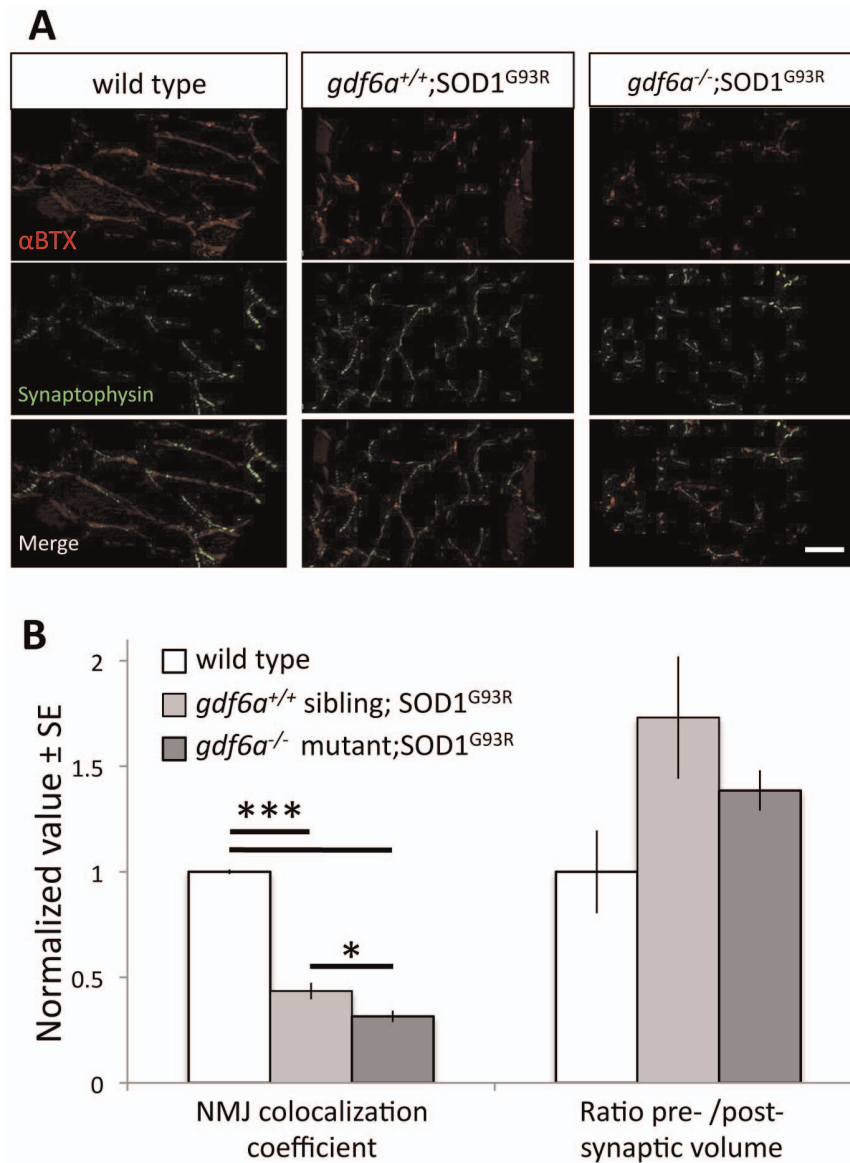 A
wild type
gdf6a+/+;SOD1G93R
gdf6a-/-;SOD1G93R
αBTX
Synaptophysin
Merge
B
Normalized value ± SE
2
1.5
1
0.5
0
wild type
gdf6a+/+ sibling; SOD1G93R
gdf6a-/- mutant;SOD1G93R
***
*
NMJ colocalization
coefficient
Ratio pre- /post-
synaptic volume